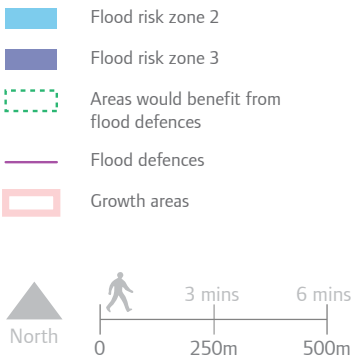 Flood risk zone 2
Flood risk zone 3
Areas would benefit from
flood defences
Flood defences
Growth areas
3 mins 6 mins
North
0 250m 500m